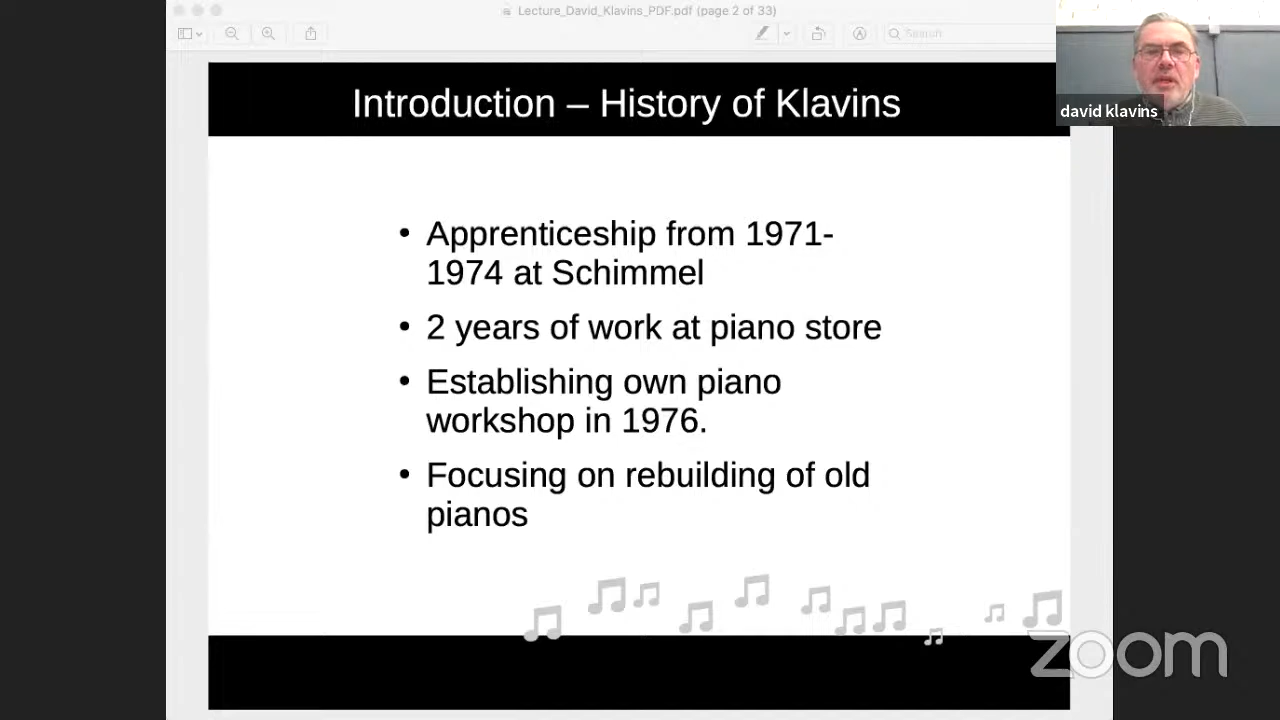 Lecture_David_Klavins_PDF.pdf (page 2 of 33)
Search
Introduction – History of Klavins
david klavins
• Apprenticeship from 1971-
1974 at Schimmel
• 2 years of work at piano store
• Establishing own piano
workshop in 1976.
• Focusing on rebuilding of old
pianos
zoom